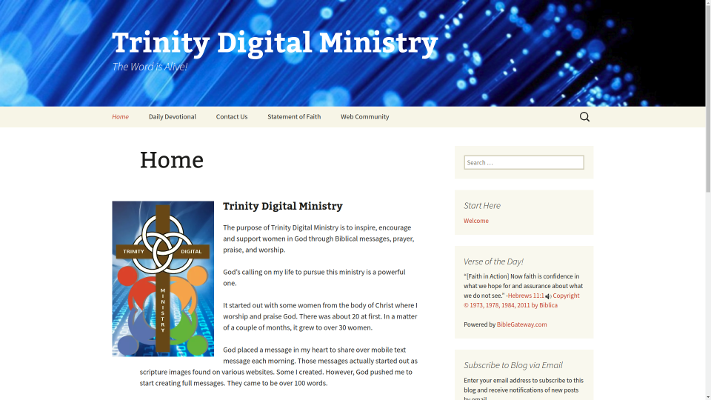 Trinity Digital Ministry
The Word is Alive!
Home
Daily Devotional
Contact Us
Statement of Faith
Web Community
Home
TRINITY DIGITAL
MINISTRY
Trinity Digital Ministry
The purpose of Trinity Digital Ministry is to inspire, encourage
and support women in God through Biblical messages, prayer,
praise, and worship.
God's calling on my life to pursue this ministry is a powerful
one.
It started out with some women from the body of Christ where I
worship and praise God. There was about 20 at first. In a matter
of a couple of months, it grew to over 30 women.
God placed a message in my heart to share over mobile text
message each morning. Those messages actually started out as
scripture images found on various websites. Some I created. However, God pushed me to
start creating full messages. They came to be over 100 words.
Search …
Start Here
Welcome
Verse of the Day!
“[Faith in Action] Now faith is confidence in
what we hope for and assurance about what
we do not see.” -Hebrews 11:1 Copyright
© 1973, 1978, 1984, 2011 by Biblica
Powered by BibleGateway.com
Subscribe to Blog via Email
Enter your email address to subscribe to this
blog and receive notifications of new posts
by email.